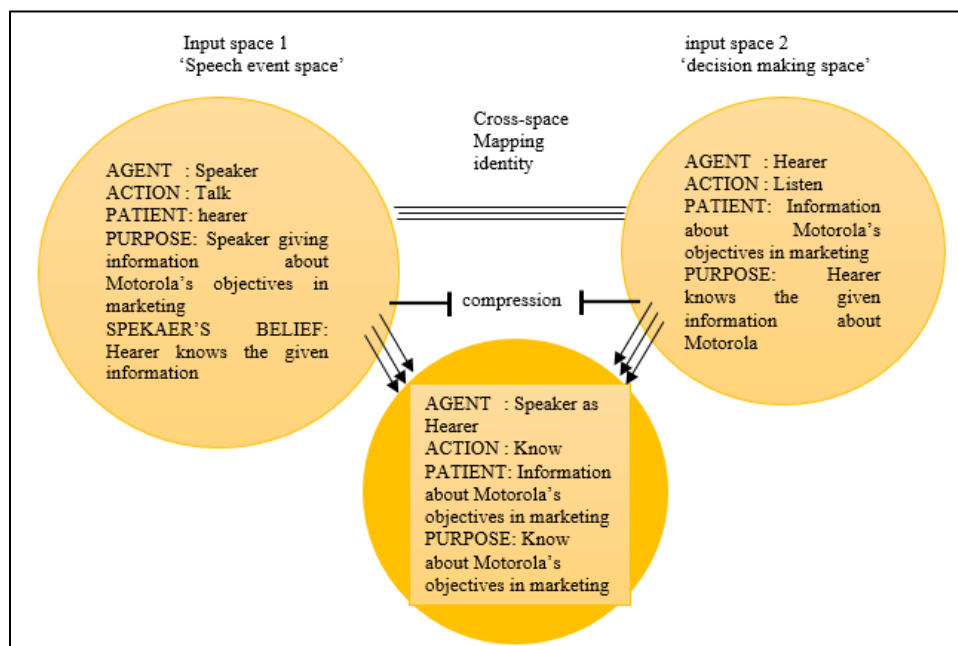 Input space 1
‘Speech event space’
input space 2
‘decision making space’
Cross-space
Mapping
identity
AGENT : Speaker
ACTION : Talk
PATIENT: hearer
PURPOSE: Speaker giving
information about
Motorola’s objectives in
marketing
SPEKAER’S BELIEF:
Hearer knows the given
information
AGENT : Hearer
ACTION : Listen
PATIENT: Information
about Motorola’s
objectives in marketing
PURPOSE: Hearer
knows the given
information about
Motorola
compression
AGENT : Speaker as
Hearer
ACTION : Know
PATIENT: Information
about Motorola’s
objectives in marketing
PURPOSE: Know
about Motorola’s
objectives in marketing